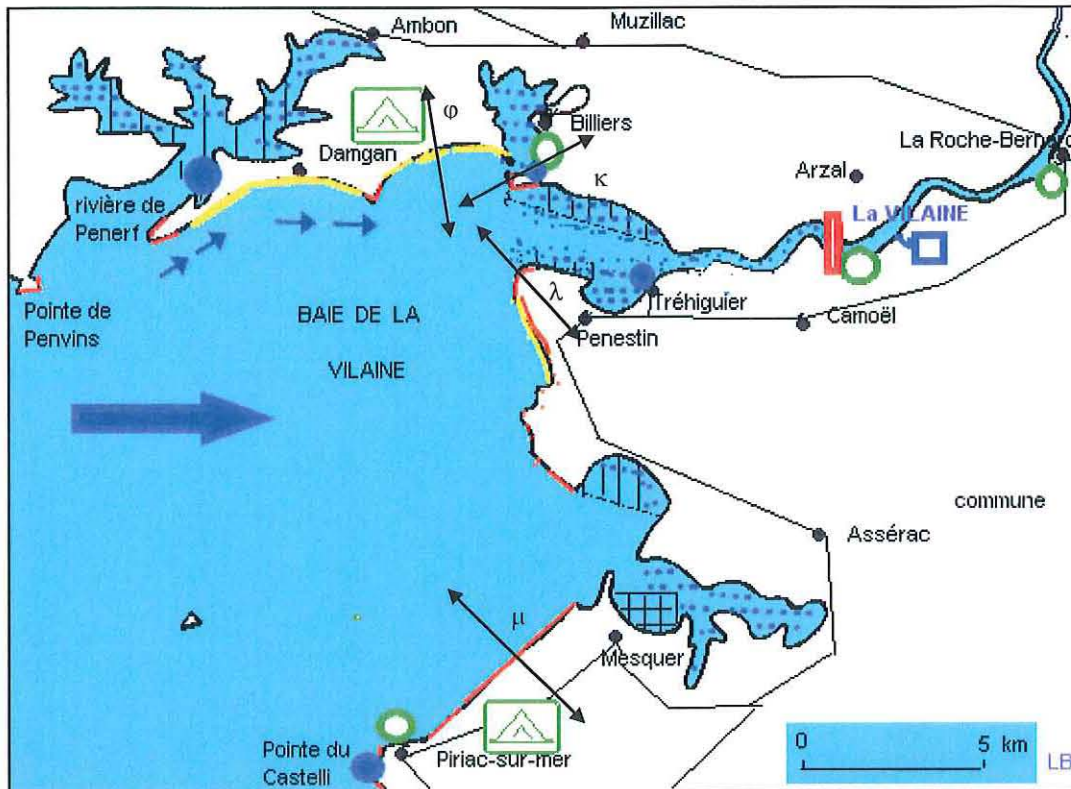 Ambon
Muzillac
φ
Billiers
Damgan
La Roche-Bernard
Arzal
κ
rivière de
Penerf
La VILAINE
λ
Tréhiguier
Pointe de
Penvins
BAIE DE LA
VILAINE
Penestin
Camoël
commune
Assérac
μ
Mesquer
Pointe du
Castelli
Piriac-sur-mer
0 5 km
LB